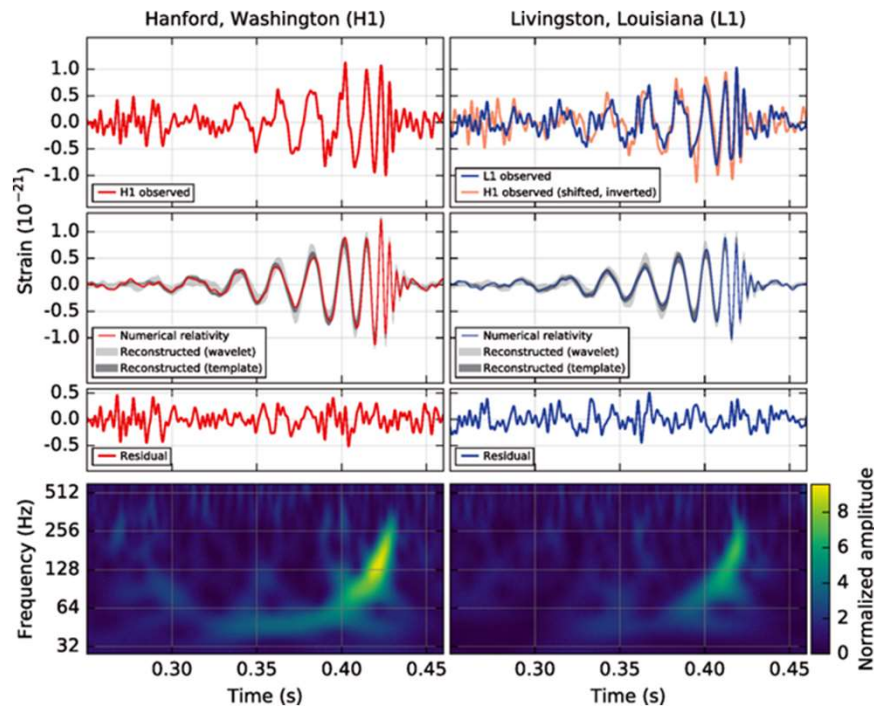 Hanford, Washington (H1)
Livingston, Louisiana (L1)
Strain (10⁻²¹)
1.0
0.5
0.0
-0.5
-1.0
H1 observed
L1 observed
H1 observed (shifted, inverted)
1.0
0.5
0.0
-0.5
-1.0
Numerical relativity
Reconstructed (wavelet)
Reconstructed (template)
Numerical relativity
Reconstructed (wavelet)
Reconstructed (template)
0.5
0.0
-0.5
Residual
Residual
Frequency (Hz)
512
256
128
64
32
0.30 0.35 0.40 0.45
Time (s)
0.30 0.35 0.40 0.45
Time (s)
8
6
4
2
0
Normalized amplitude